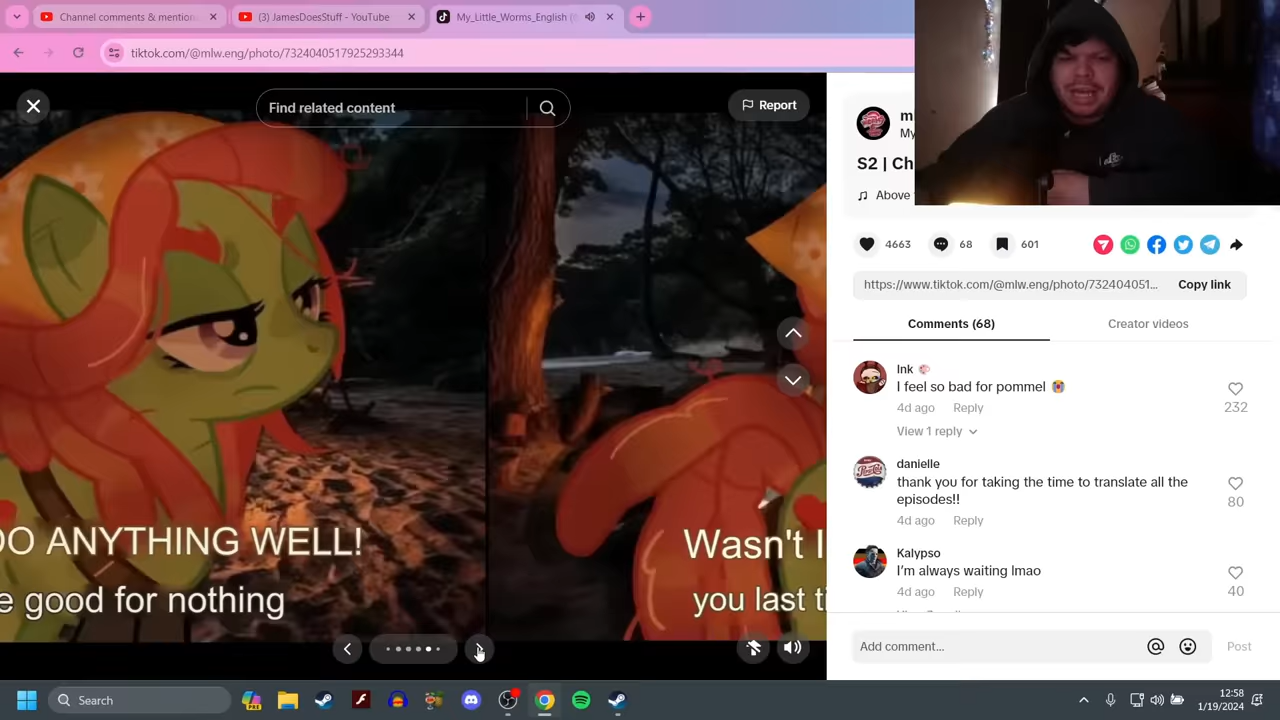 Channel comments & mention
(3) JamesDoesStuff - YouTube
My_Little_Worms_English (
tiktok.com/@mlw.eng/photo/7324040517925293344
Find related content
Report
S2 | Ch
Above
4663
68
601
https://www.tiktok.com/@mlw.eng/photo/732404051...
Copy link
Comments (68)
Creator videos
Ink
I feel so bad for pommel
4d ago
Reply
232
View 1 reply
danielle
thank you for taking the time to translate all the
episodes!!
80
4d ago
Reply
Kalypso
I'm always waiting lmao
40
4d ago
Reply
DO ANYTHING WELL!
e good for nothing
Wasn't I
you last ti
Add comment...
Post
Search
PRE
12:58
1/19/2024